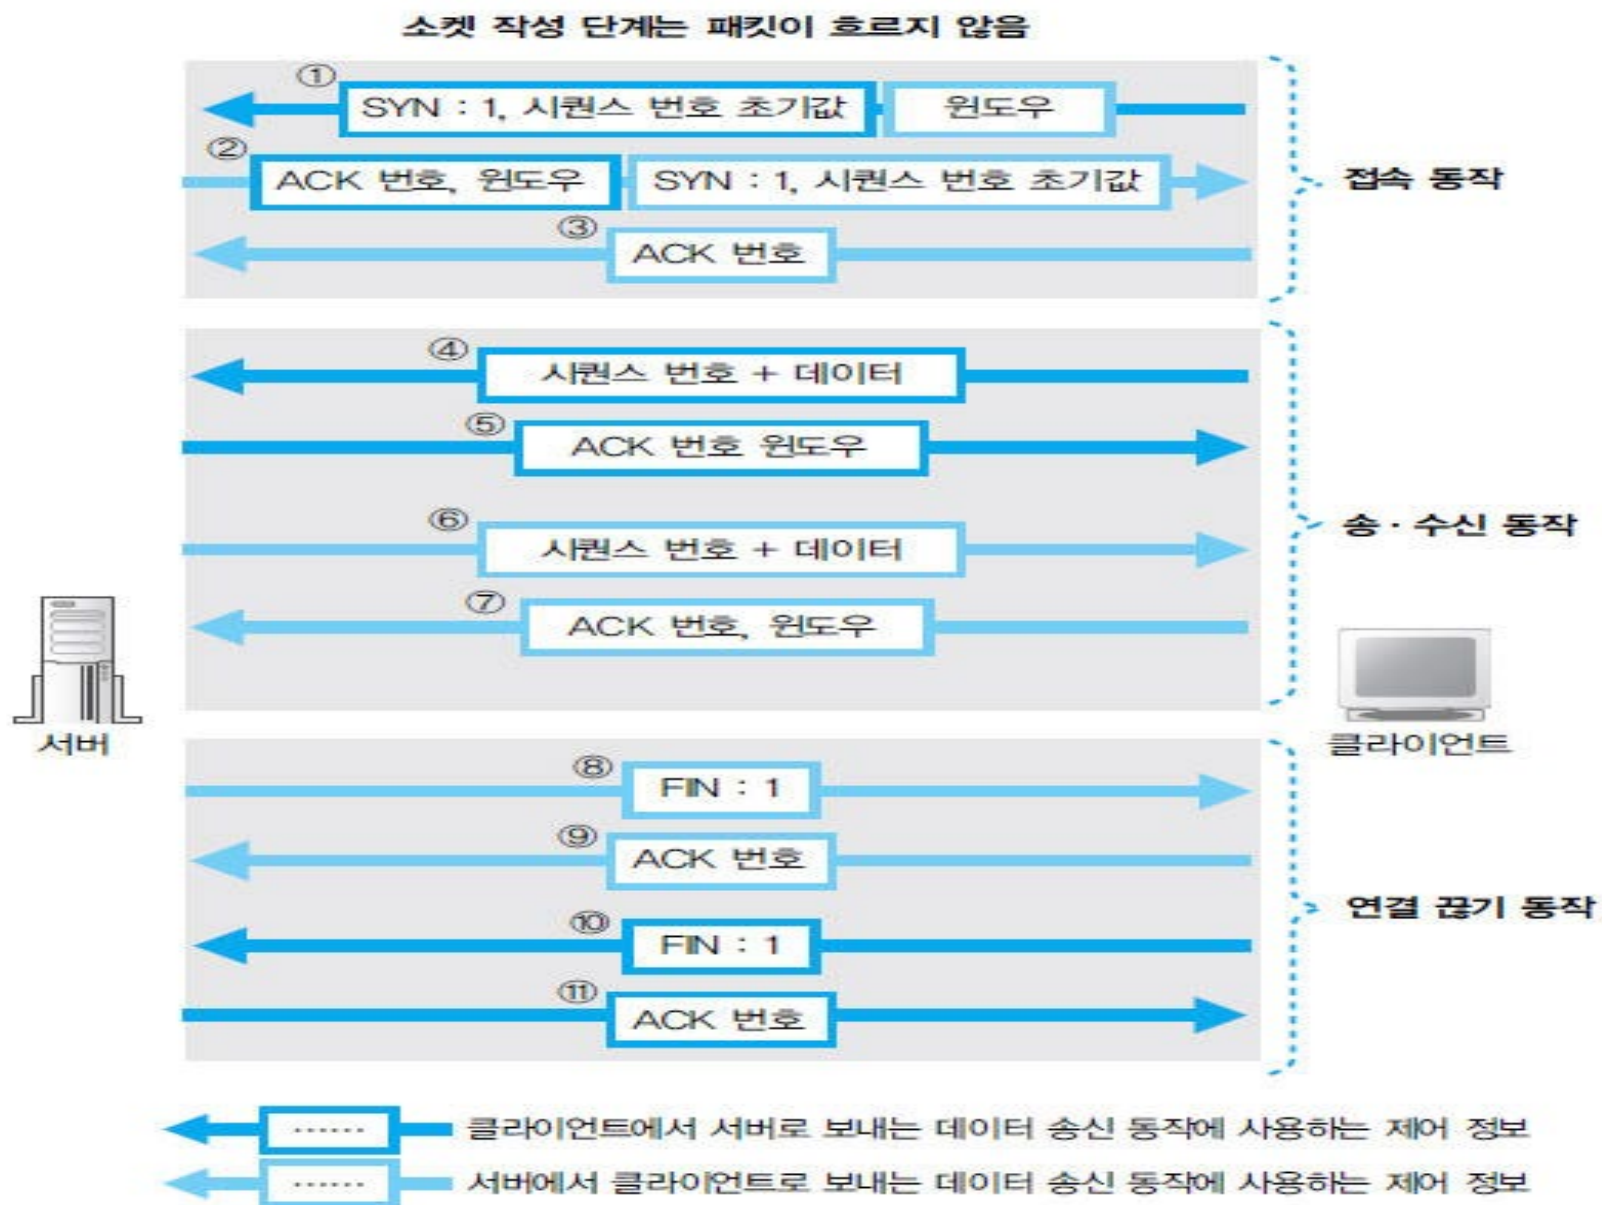 소켓 작성 단계는 패킷이 흐르지 않음
① SYN : 1, 시퀀스 번호 초기값 윈도우
② ACK 번호, 윈도우 SYN : 1, 시퀀스 번호 초기값
접속 동작
③ ACK 번호
④ 시퀀스 번호 + 데이터
⑤ ACK 번호 윈도우
⑥ 시퀀스 번호 + 데이터
송 · 수신 동작
⑦ ACK 번호, 윈도우
서버
클라이언트
⑧ FIN : 1
⑨ ACK 번호
연결 끊기 동작
⑩ FIN : 1
⑪ ACK 번호
...... 클라이언트에서 서버로 보내는 데이터 송신 동작에 사용하는 제어 정보
...... 서버에서 클라이언트로 보내는 데이터 송신 동작에 사용하는 제어 정보